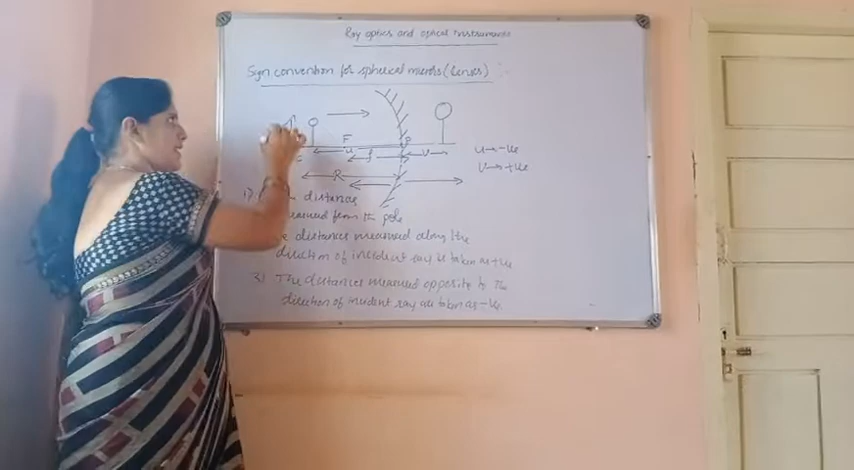 Ray optics and optical instruments
Sign convention for spherical mirrors (lenses) :-
F
P
u
f
v
R
u → -ve
v → +ve
1) distance
measured from the pole
distances measured along the
direction of incident ray is taken as +ve
3) The distances measured opposite to the
direction of incident ray are taken as -ve